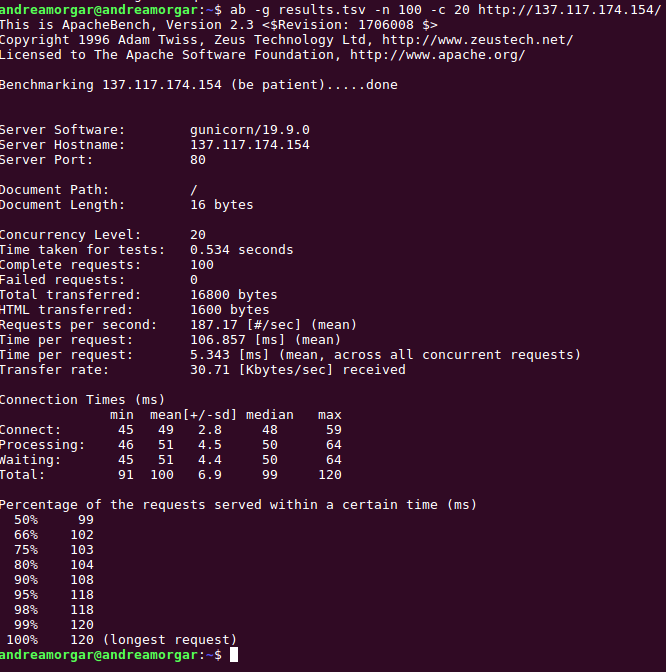 andreamorgar@andreamorgar:~$ ab -g results.tsv -n 100 -c 20 http://137.117.174.154/
This is ApacheBench, Version 2.3 <$Revision: 1706008 $>
Copyright 1996 Adam Twiss, Zeus Technology Ltd, http://www.zeustech.net/
Licensed to The Apache Software Foundation, http://www.apache.org/

Benchmarking 137.117.174.154 (be patient).....done


Server Software:        gunicorn/19.9.0
Server Hostname:        137.117.174.154
Server Port:            80

Document Path:          /
Document Length:        16 bytes

Concurrency Level:      20
Time taken for tests:   0.534 seconds
Complete requests:      100
Failed requests:        0
Total transferred:      16800 bytes
HTML transferred:       1600 bytes
Requests per second:    187.17 [#/sec] (mean)
Time per request:       106.857 [ms] (mean)
Time per request:       5.343 [ms] (mean, across all concurrent requests)
Transfer rate:          30.71 [Kbytes/sec] received

Connection Times (ms)
              min  mean[+/-sd] median   max
Connect:       45   49   2.8     48      59
Processing:    46   51   4.5     50      64
Waiting:       45   51   4.4     50      64
Total:         91  100   6.9     99     120

Percentage of the requests served within a certain time (ms)
  50%     99
  66%    102
  75%    103
  80%    104
  90%    108
  95%    118
  98%    118
  99%    120
 100%    120 (longest request)
andreamorgar@andreamorgar:~$